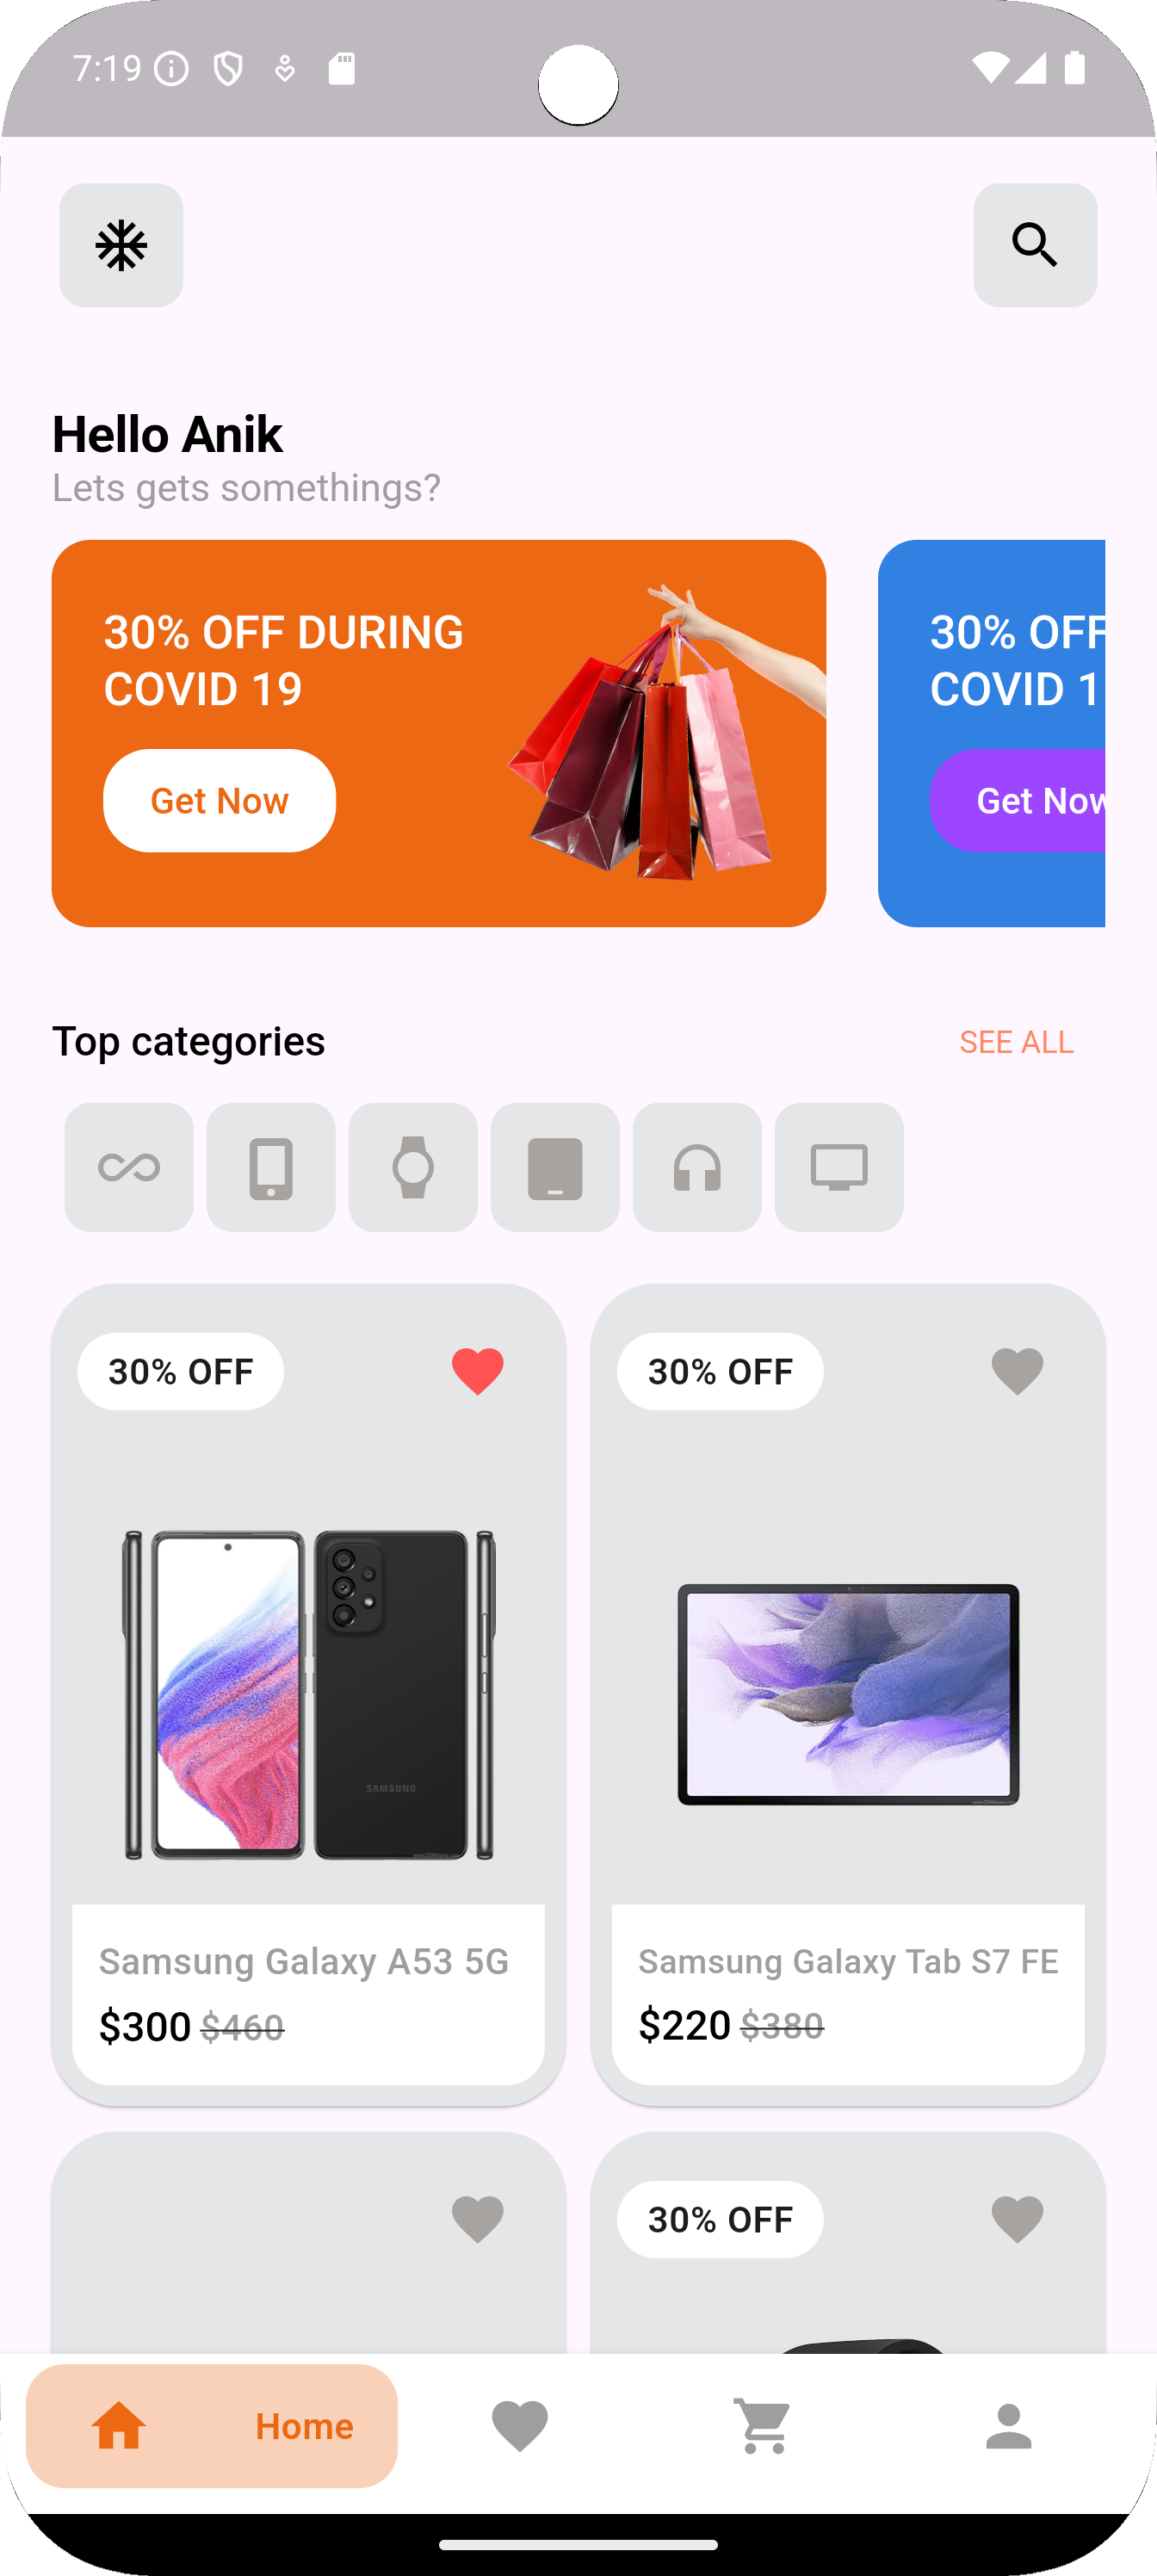 7:19
Hello Anik
Lets gets somethings?
30% OFF DURING
COVID 19
Get Now
30% OFF
COVID 1
Get Now
Top categories
SEE ALL
30% OFF
30% OFF
SAMSUNG
Samsung Galaxy A53 5G
$300 $460
Samsung Galaxy Tab S7 FE
$220 $380
30% OFF
Home